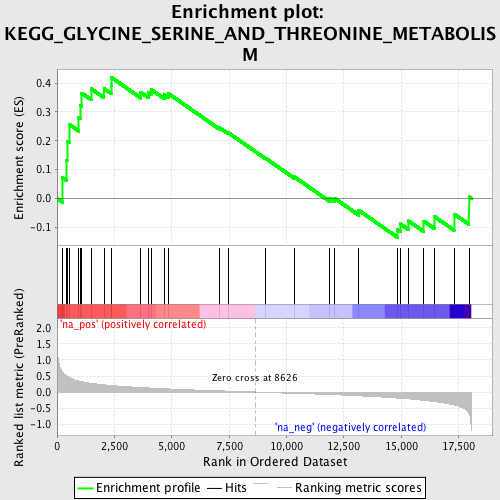 Enrichment plot:
KEGG_GLYCINE_SERINE_AND_THREONINE_METABOLIS
M
Enrichment score (ES)
0.4
0.3
0.2
0.1
0.0
-0.1
'na_pos' (positively correlated)
Ranked list metric (PreRanked)
2.0
1.5
1.0
0.5
0.0
-0.5
-1.0
Zero cross at 8626
'na_neg' (negatively correlated)
0
2,500
5,000
7,500
10,000
12,500
15,000
17,500
Rank in Ordered Dataset
Enrichment profile
Hits
Ranking metric scores